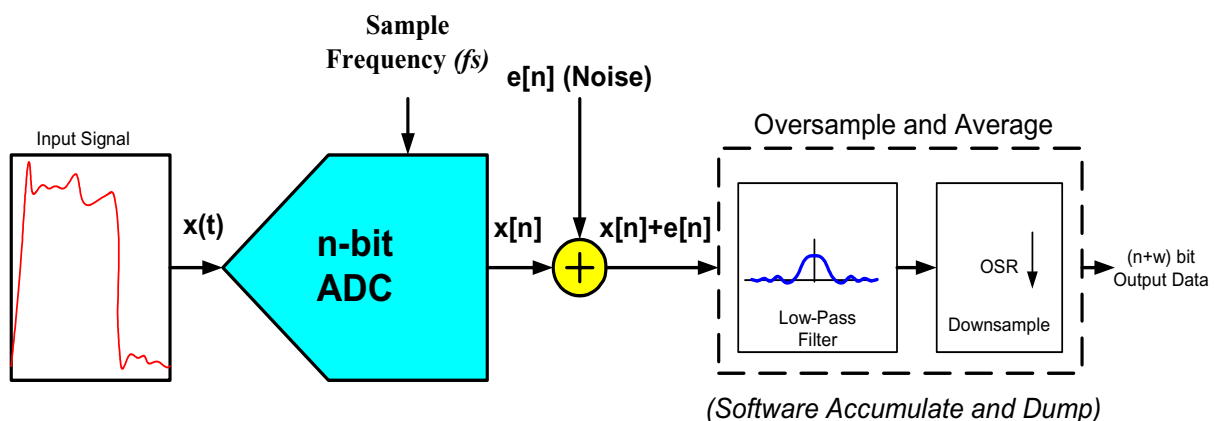 Sample
Frequency (fs)
e[n] (Noise)
Oversample and Average
Input Signal
x(t)
n-bit
ADC
x[n]
x[n]+e[n]
Low-Pass
Filter
OSR
Downsample
(n+w) bit
Output Data
(Software Accumulate and Dump)